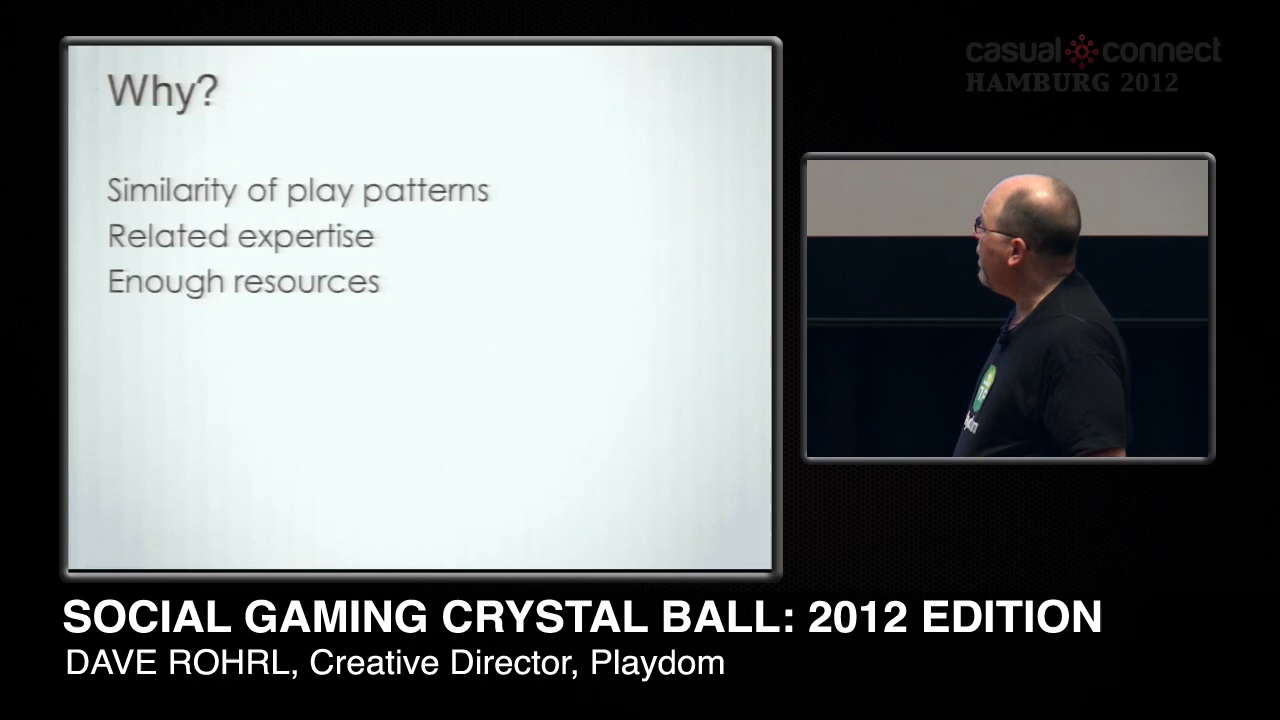 casual connect
HAMBURG 2012
Why?
Similarity of play patterns
Related expertise
Enough resources
SOCIAL GAMING CRYSTAL BALL: 2012 EDITION
DAVE ROHRL, Creative Director, Playdom